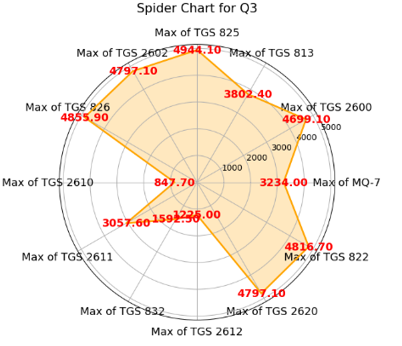 Spider Chart for Q3
Max of TGS 825
4944.10
Max of TGS 2602
Max of TGS 813
4797.10
3802.40
Max of TGS 826
Max of TGS 2600
4855.90
4699.10
5000
4000
3000
2000
1000
Max of TGS 2610
847.70
3234.00
Max of MQ-7
3057.60
1592.50
1225.00
4816.70
Max of TGS 2611
Max of TGS 822
4797.10
Max of TGS 832
Max of TGS 2620
Max of TGS 2612